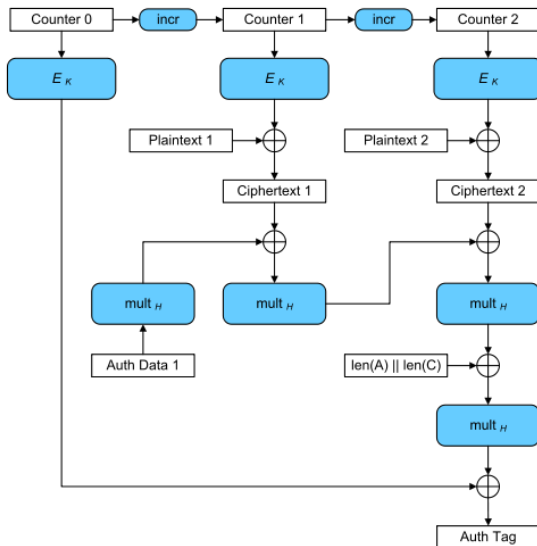 Counter 0
incr
Counter 1
incr
Counter 2
E K
E K
E K
Plaintext 1
Plaintext 2
Ciphertext 1
Ciphertext 2
mult H
mult H
mult H
Auth Data 1
len(A) || len(C)
mult H
Auth Tag